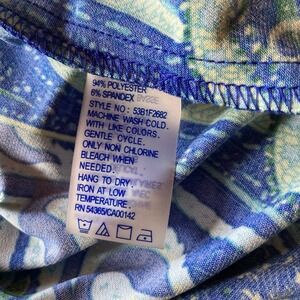 94% POLYESTER
6% SPANDEX
STYLE NO : 53B1F2682
MACHINE WASH COLD.
WITH LIKE COLORS.
GENTLE CYCLE.
ONLY NON CHLORINE
BLEACH WHEN
NEEDED.
HANG TO DRY.
IRON AT LOW
TEMPERATURE.
RN 54365/CA00142